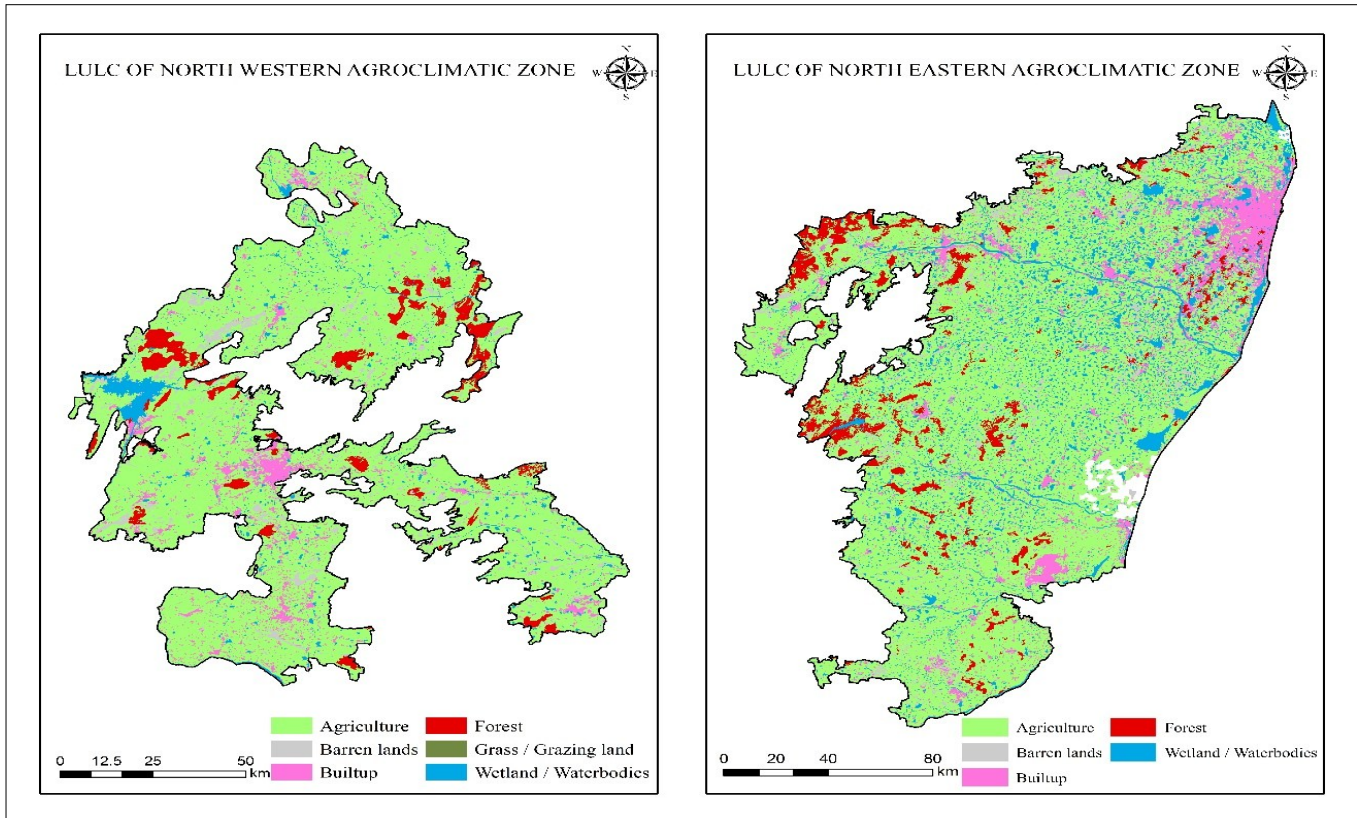 LULC OF NORTH WESTERN AGROCLIMATIC ZONE
N
W E
S
Agriculture
Forest
Barren lands
Grass / Grazing land
Builtup
Wetland / Waterbodies
0 12.5 25 50
km
LULC OF NORTH EASTERN AGROCLIMATIC ZONE
N
W E
S
Agriculture
Forest
Barren lands
Wetland / Waterbodies
Builtup
0 20 40 80
km